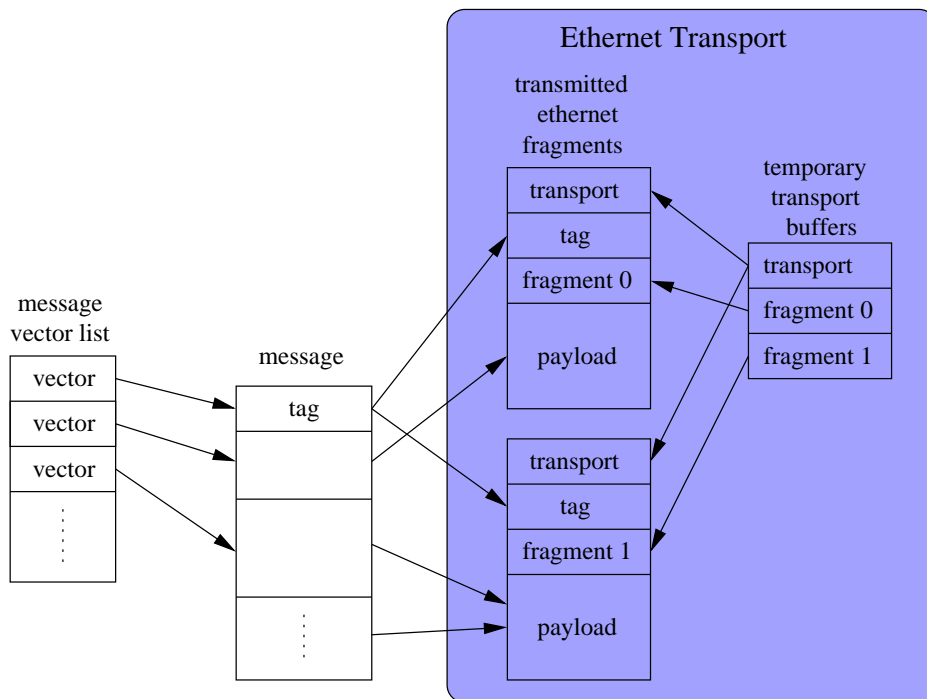 Ethernet Transport
transmitted
ethernet
fragments
transport
tag
fragment 0
payload
temporary
transport
buffers
transport
fragment 0
fragment 1
message
vector list
vector
vector
vector
message
tag
transport
tag
fragment 1
payload